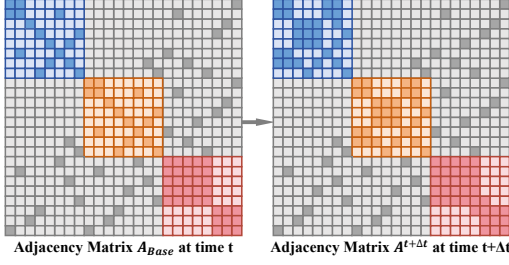 Adjacency Matrix A_Base at time t
Adjacency Matrix A^{t+Δt} at time t+Δt